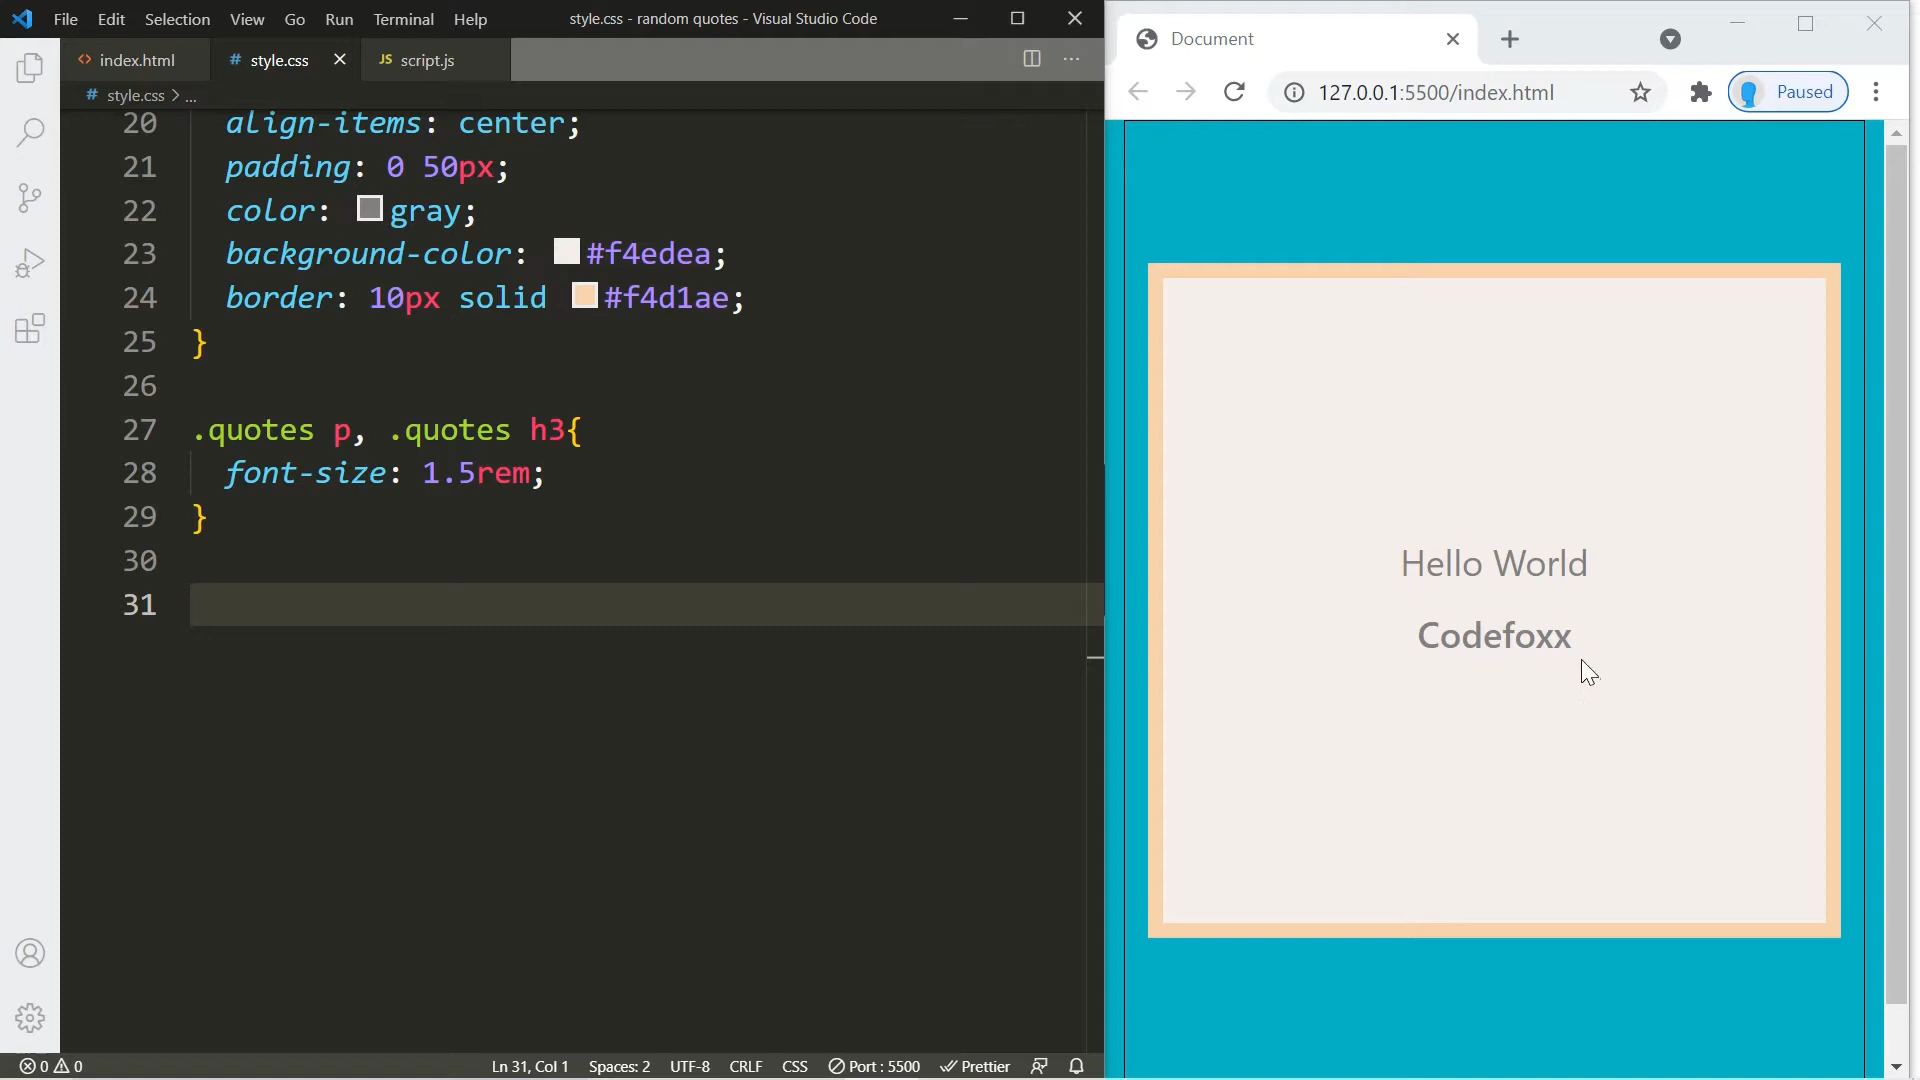 File Edit Selection View Go Run Terminal Help style.css - random quotes - Visual Studio Code
index.html # style.css JS script.js
# style.css > ...
20 align-items: center;
21 padding: 0 50px;
22 color: gray;
23 background-color: #f4edea;
24 border: 10px solid #f4d1ae;
25 }
26
27 .quotes p, .quotes h3{
28 font-size: 1.5rem;
29 }
30
31
0 0 Ln 31, Col 1 Spaces: 2 UTF-8 CRLF CSS Port : 5500 Prettier
Document
127.0.0.1:5500/index.html Paused
Hello World
Codefoxx